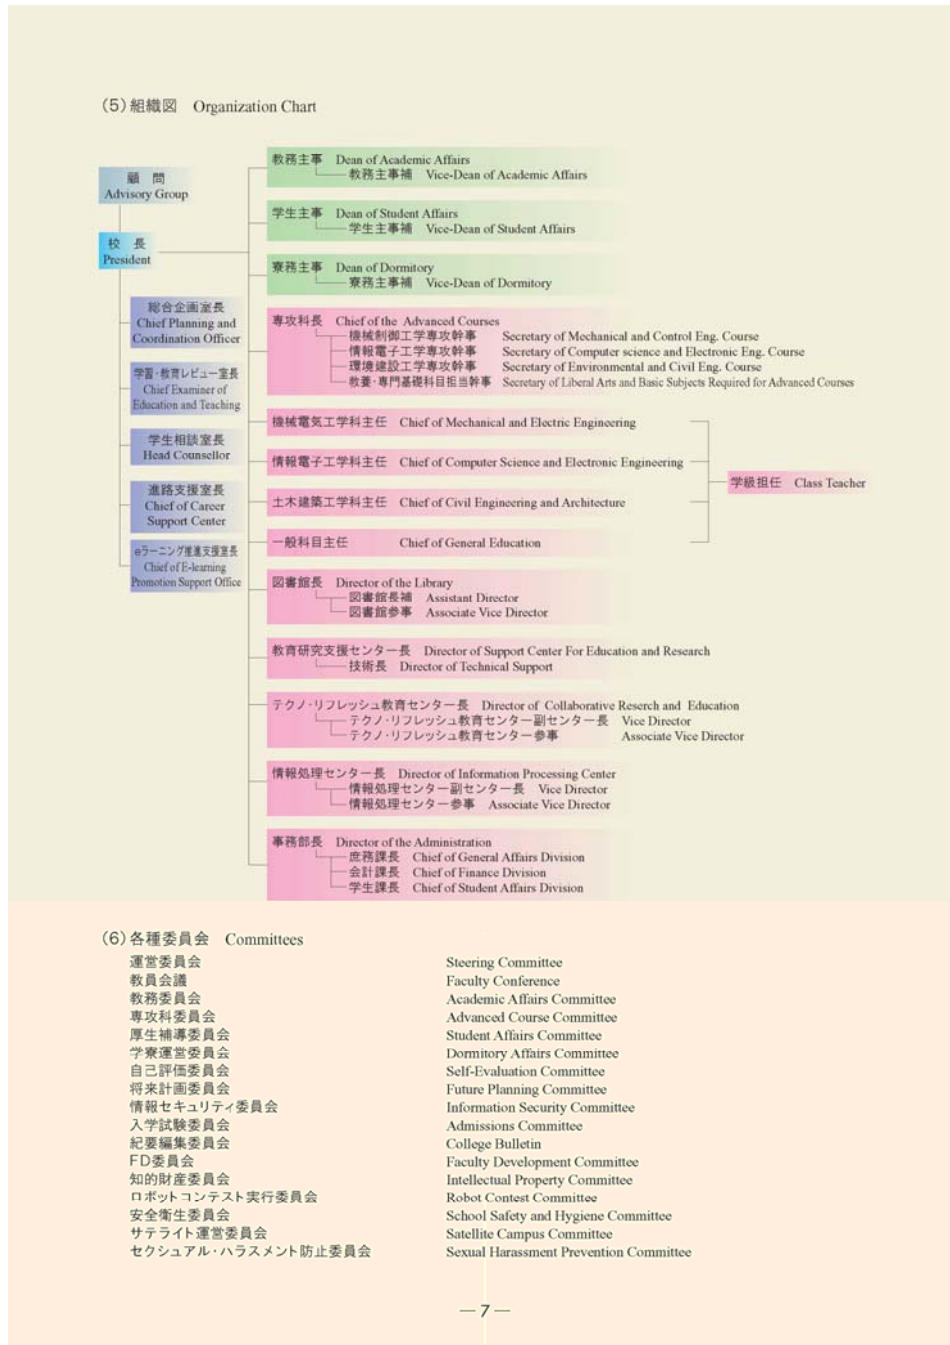 (5)組織図 Organization Chart
顧 問
Advisory Group
校 長
President
総合企画室長
Chief Planning and
Coordination Officer
学習・教育レビュー室長
Chief Examiner of
Education and Teaching
学生相談室長
Head Counsellor
進路支援室長
Chief of Career
Support Center
eラーニング推進支援室長
Chief of E-learning
Promotion Support Office
教務主事 Dean of Academic Affairs
教務主事補 Vice-Dean of Academic Affairs
学生主事 Dean of Student Affairs
学生主事補 Vice-Dean of Student Affairs
寮務主事 Dean of Dormitory
寮務主事補 Vice-Dean of Dormitory
専攻科長 Chief of the Advanced Courses
機械制御工学専攻幹事 Secretary of Mechanical and Control Eng. Course
情報電子工学専攻幹事 Secretary of Computer science and Electronic Eng. Course
環境建設工学専攻幹事 Secretary of Environmental and Civil Eng. Course
教養・専門基礎科目担当幹事 Secretary of Liberal Arts and Basic Subjects Required for Advanced Courses
機械電気工学科主任 Chief of Mechanical and Electric Engineering
情報電子工学科主任 Chief of Computer Science and Electronic Engineering
土木建築工学科主任 Chief of Civil Engineering and Architecture
一般科目主任 Chief of General Education
学級担任 Class Teacher
図書館長 Director of the Library
図書館長補 Assistant Director
図書館参事 Associate Vice Director
教育研究支援センター長 Director of Support Center For Education and Research
技術長 Director of Technical Support
テクノ・リフレッシュ教育センター長 Director of Collaborative Reserch and Education
テクノ・リフレッシュ教育センター副センター長 Vice Director
テクノ・リフレッシュ教育センター参事 Associate Vice Director
情報処理センター長 Director of Information Processing Center
情報処理センター副センター長 Vice Director
情報処理センター参事 Associate Vice Director
事務部長 Director of the Administration
庶務課長 Chief of General Affairs Division
会計課長 Chief of Finance Division
学生課長 Chief of Student Affairs Division
(6)各種委員会 Committees
運営委員会 Steering Committee
教員会議 Faculty Conference
教務委員会 Academic Affairs Committee
専攻科委員会 Advanced Course Committee
厚生補導委員会 Student Affairs Committee
学寮運営委員会 Dormitory Affairs Committee
自己評価委員会 Self-Evaluation Committee
将来計画委員会 Future Planning Committee
情報セキュリティ委員会 Information Security Committee
入学試験委員会 Admissions Committee
紀要編集委員会 College Bulletin
FD委員会 Faculty Development Committee
知的財産委員会 Intellectual Property Committee
ロボットコンテスト実行委員会 Robot Contest Committee
安全衛生委員会 School Safety and Hygiene Committee
サテライト運営委員会 Satellite Campus Committee
セクシュアル・ハラスメント防止委員会 Sexual Harassment Prevention Committee
— 7 —